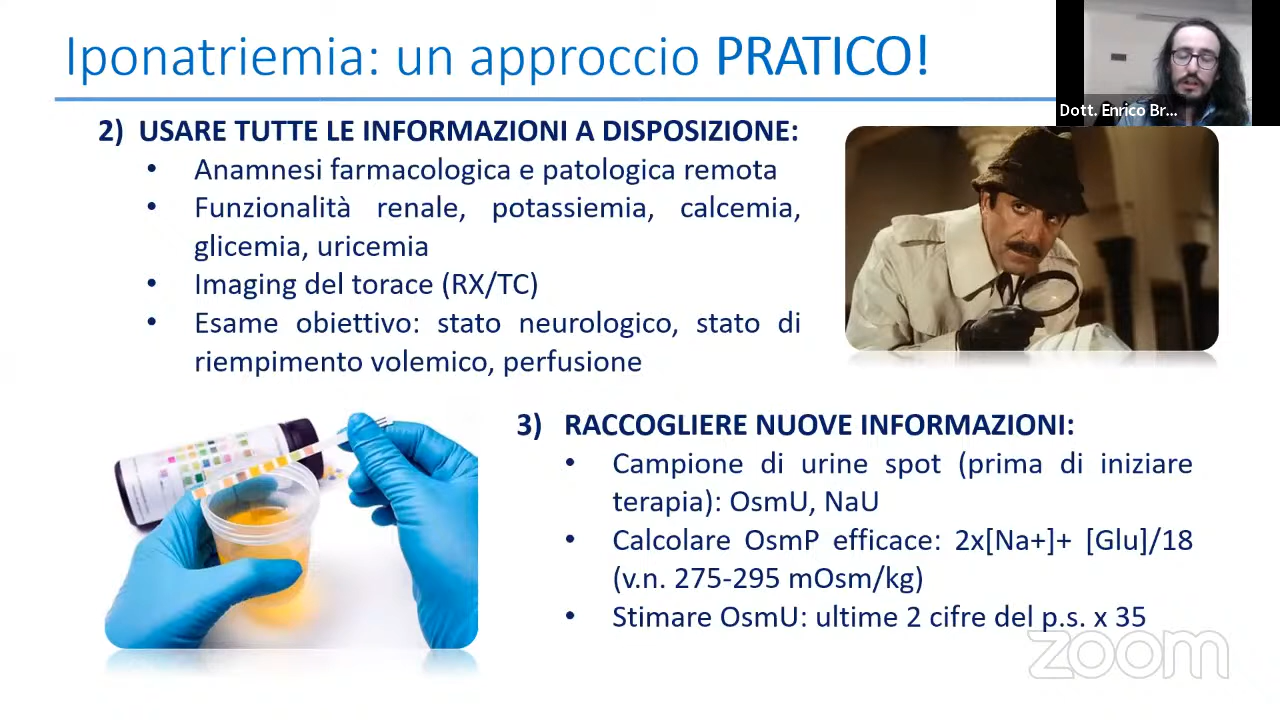 Iponatriemia: un approccio PRATICO!
Dott. Enrico Br...
2) USARE TUTTE LE INFORMAZIONI A DISPOSIZIONE:
• Anamnesi farmacologica e patologica remota
• Funzionalità renale, potassiemia, calcemia,
glicemia, uricemia
• Imaging del torace (RX/TC)
• Esame obiettivo: stato neurologico, stato di
riempimento volemico, perfusione
3) RACCOGLIERE NUOVE INFORMAZIONI:
• Campione di urine spot (prima di iniziare
terapia): OsmU, NaU
• Calcolare OsmP efficace: 2x[Na+]+ [Glu]/18
(v.n. 275-295 mOsm/kg)
• Stimare OsmU: ultime 2 cifre del p.s. x 35
zoom